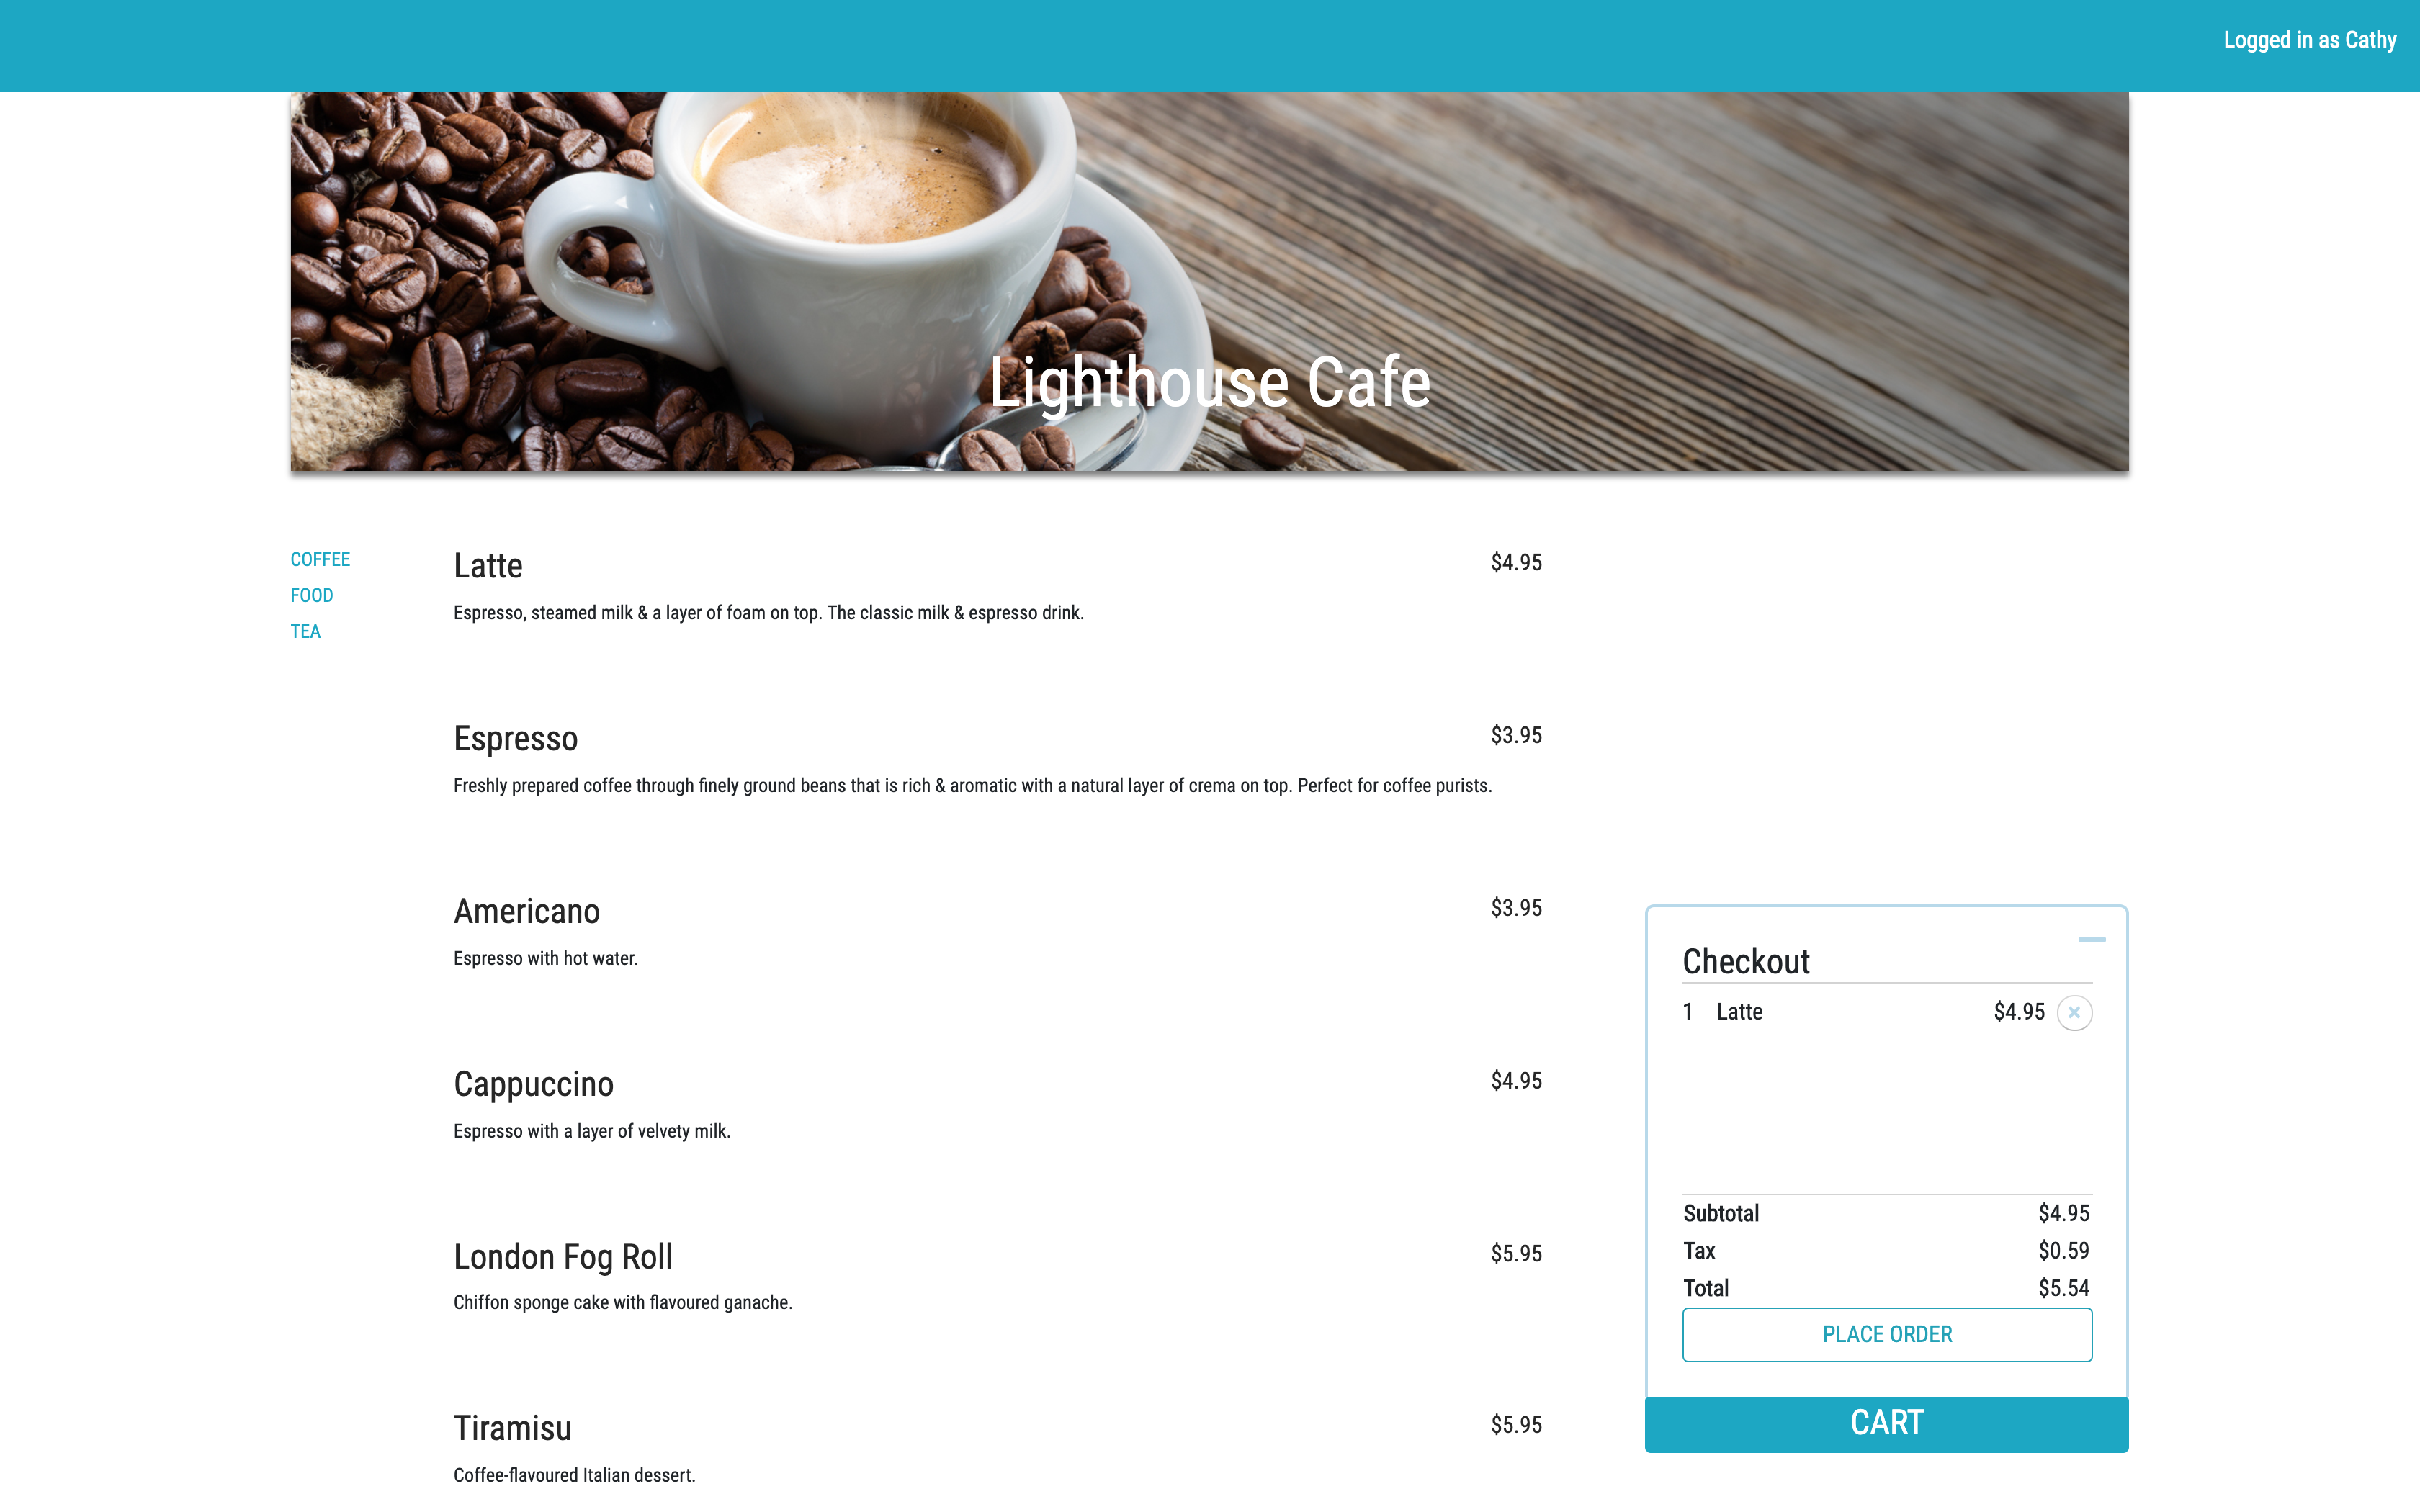 Logged in as Cathy
Lighthouse Cafe
COFFEE
FOOD
TEA
Latte $4.95
Espresso, steamed milk & a layer of foam on top. The classic milk & espresso drink.
Espresso $3.95
Freshly prepared coffee through finely ground beans that is rich & aromatic with a natural layer of crema on top. Perfect for coffee purists.
Americano $3.95
Espresso with hot water.
Cappuccino $4.95
Espresso with a layer of velvety milk.
London Fog Roll $5.95
Chiffon sponge cake with flavoured ganache.
Tiramisu $5.95
Coffee-flavoured Italian dessert.
Checkout
1 Latte $4.95 ×
Subtotal $4.95
Tax $0.59
Total $5.54
PLACE ORDER
CART